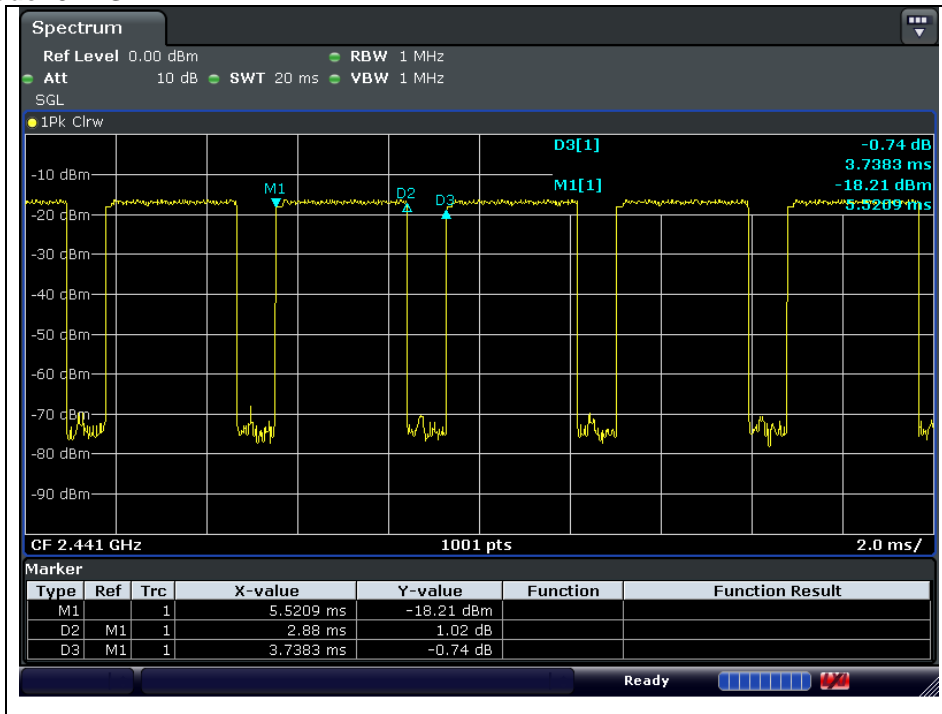 Spectrum
Ref Level 0.00 dBm RBW 1 MHz
Att 10 dB SWT 20 ms VBW 1 MHz
SGL
1Pk Clrw
D3[1] -0.74 dB
3.7383 ms
M1[1] -18.21 dBm
5.5209 ms
M1
D2
D3
-10 dBm
-20 dBm
-30 dBm
-40 dBm
-50 dBm
-60 dBm
-70 dBm
-80 dBm
-90 dBm
CF 2.441 GHz 1001 pts 2.0 ms/
Marker
Type Ref Trc X-value Y-value Function Function Result
M1 1 5.5209 ms -18.21 dBm
D2 M1 1 2.88 ms 1.02 dB
D3 M1 1 3.7383 ms -0.74 dB
Ready